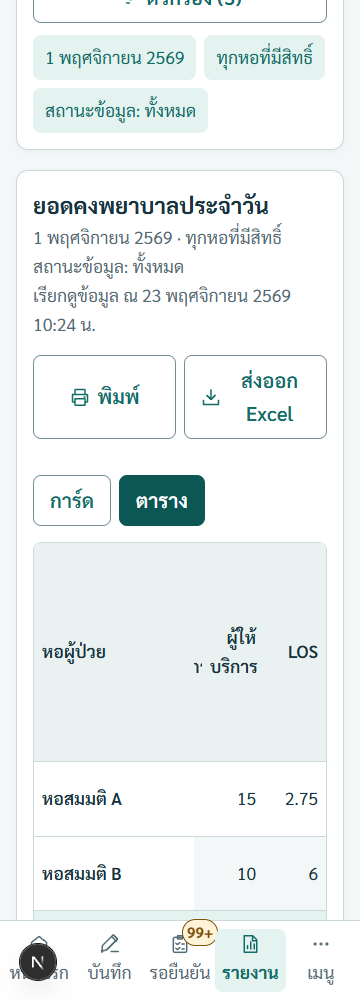 ตัวกรอง (3)
1 พฤศจิกายน 2569 ทุกหอที่มีสิทธิ์
สถานะข้อมูล: ทั้งหมด
ยอดคงพยาบาลประจำวัน
1 พฤศจิกายน 2569 · ทุกหอที่มีสิทธิ์
สถานะข้อมูล: ทั้งหมด
เรียกดูข้อมูล ณ 23 พฤศจิกายน 2569
10:24 น.
พิมพ์
ส่งออก
Excel
การ์ด ตาราง
หอผู้ป่วย
ผู้ให้
บริการ
LOS
หอสมมติ A 15 2.75
หอสมมติ B 10 6
99+
N
บันทึก รอยืนยัน รายงาน เมนู